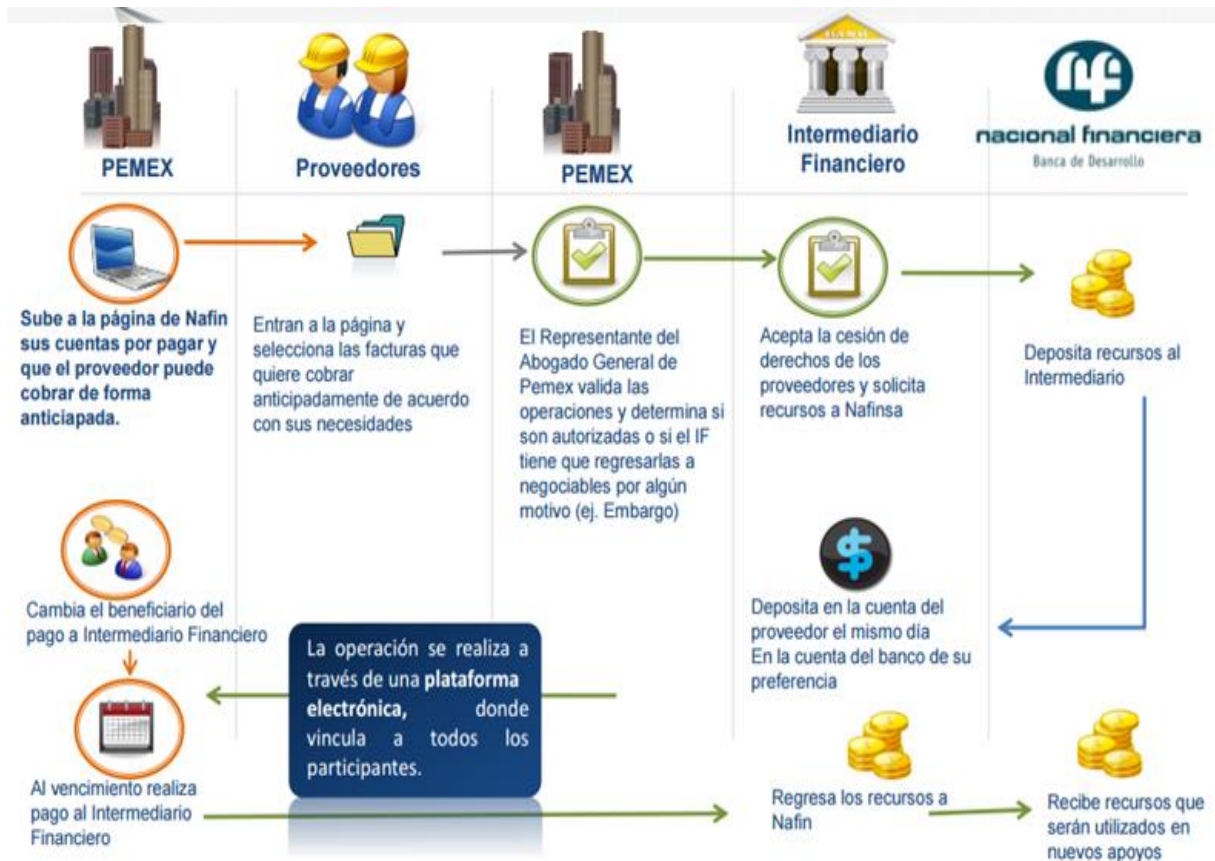 PEMEX
Proveedores
PEMEX
BANK
Intermediario
Financiero
nacional financiera
Banca de Desarrollo
Sube a la página de Nafin
sus cuentas por pagar y
que el proveedor puede
cobrar de forma
anticiapada.
Entran a la página y
selecciona las facturas que
quiere cobrar
anticipadamente de acuerdo
con sus necesidades
El Representante del
Abogado General de
Pemex valida las
operaciones y determina si
son autorizadas o si el IF
tiene que regresarlas a
negociables por algún
motivo (ej. Embargo)
Acepta la cesión de
derechos de los
proveedores y solicita
recursos a Nafinsa
Deposita recursos al
Intermediario
Cambia el beneficiario del
pago a Intermediario Financiero
La operación se realiza a
través de una plataforma
electrónica, donde
vincula a todos los
participantes.
Deposita en la cuenta del
proveedor el mismo día
En la cuenta del banco de su
preferencia
Al vencimiento realiza
pago al Intermediario
Financiero
Regresa los recursos a
Nafin
Recibe recursos que
serán utilizados en
nuevos apoyos